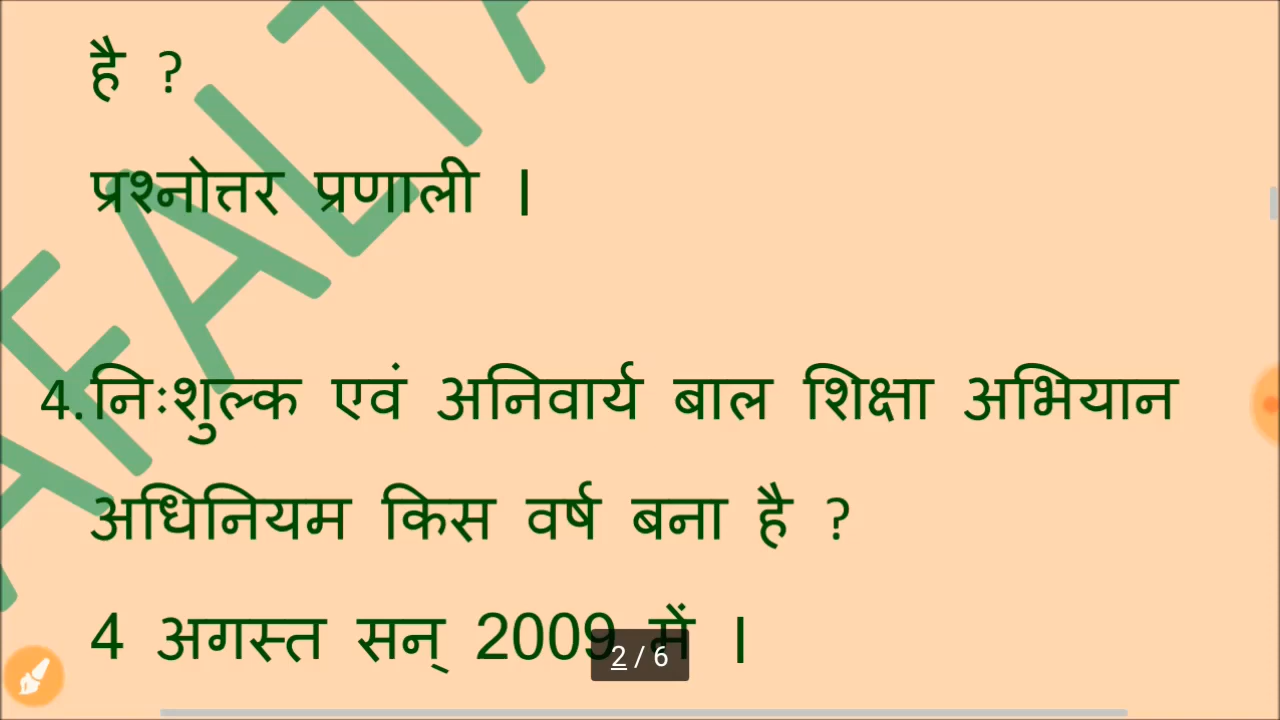 है ?
प्रश्नोत्तर प्रणाली ।
4. निःशुल्क एवं अनिवार्य बाल शिक्षा अभियान
अधिनियम किस वर्ष बना है ?
4 अगस्त सन् 2009 में ।
2 / 6